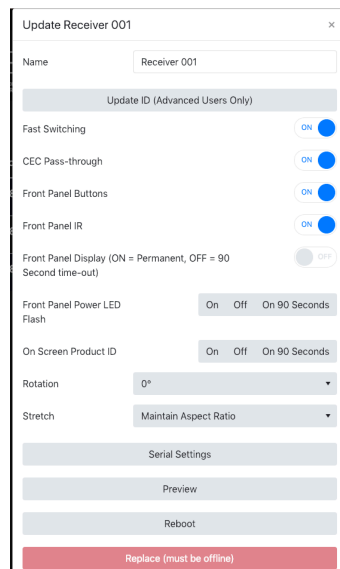 Update Receiver 001 ×
Name Receiver 001
Update ID (Advanced Users Only)
Fast Switching ON
CEC Pass-through ON
Front Panel Buttons ON
Front Panel IR ON
Front Panel Display (ON = Permanent, OFF = 90 OFF
Second time-out)
Front Panel Power LED On Off On 90 Seconds
Flash
On Screen Product ID On Off On 90 Seconds
Rotation 0°
Stretch Maintain Aspect Ratio
Serial Settings
Preview
Reboot
Replace (must be offline)